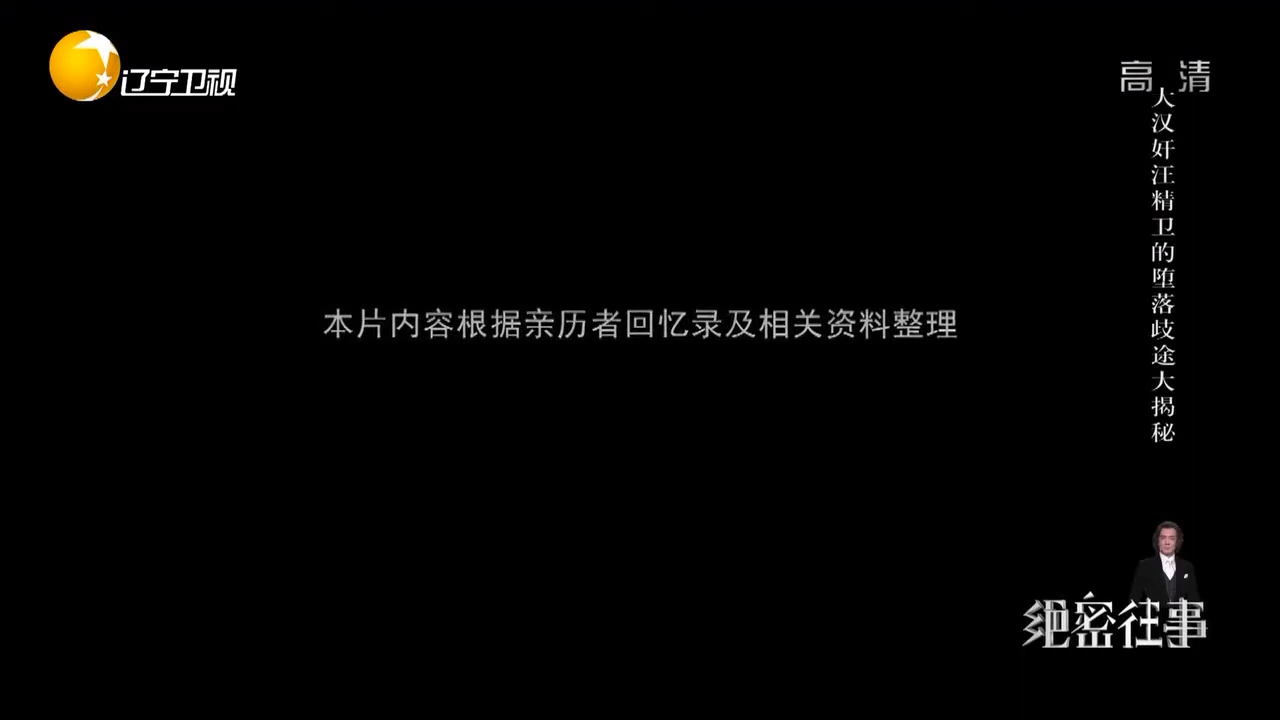 辽宁卫视
高清
大汉奸汪精卫的堕落歧途大揭秘
本片内容根据亲历者回忆录及相关资料整理
绝密往事